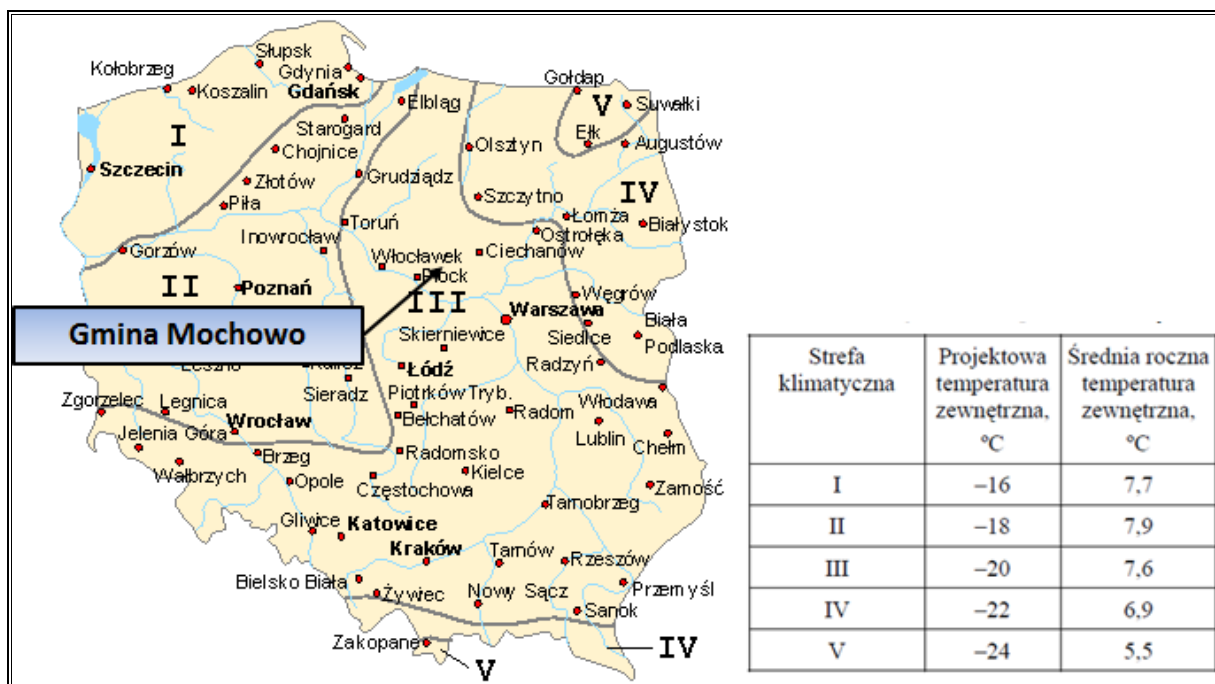 Słupsk
Kołobrzeg
Gdynia
Koszalin
Gdańsk
Elbląg
Gołdap
V
Suwałki
I
Starogard
Ełk
Chojnice
Olsztyn
Augustów
Szczecin
Złotów
Grudziądz
Szczytno
IV
Piła
Toruń
Łomża
Białystok
Inowrocław
Ostrołęka
Gorzów
Włocławek
Ciechanów
Płock
II
Poznań
III
Węgrów
Warszawa
Gmina Mochowo
Skierniewice
Siedlce
Biała
Podlaska
Łódź
Radzyń
Sieradz
Piotrków Tryb.
Zgorzelec
Legnica
Bełchatów
Radom
Włodawa
Wrocław
Lublin
Jelenia Góra
Chełm
Brzeg
Radomsko
Wałbrzych
Kielce
Opole
Częstochowa
Zamość
Tarnobrzeg
Gliwice
Katowice
Kraków
Tarnów
Rzeszów
Bielsko Biała
Żywiec
Nowy Sącz
Przemyśl
Sanok
Zakopane
IV
V
Strefa
klimatyczna
Projektowa
temperatura
zewnętrzna,
ºC
Średnia roczna
temperatura
zewnętrzna,
ºC
I –16 7,7
II –18 7,9
III –20 7,6
IV –22 6,9
V –24 5,5